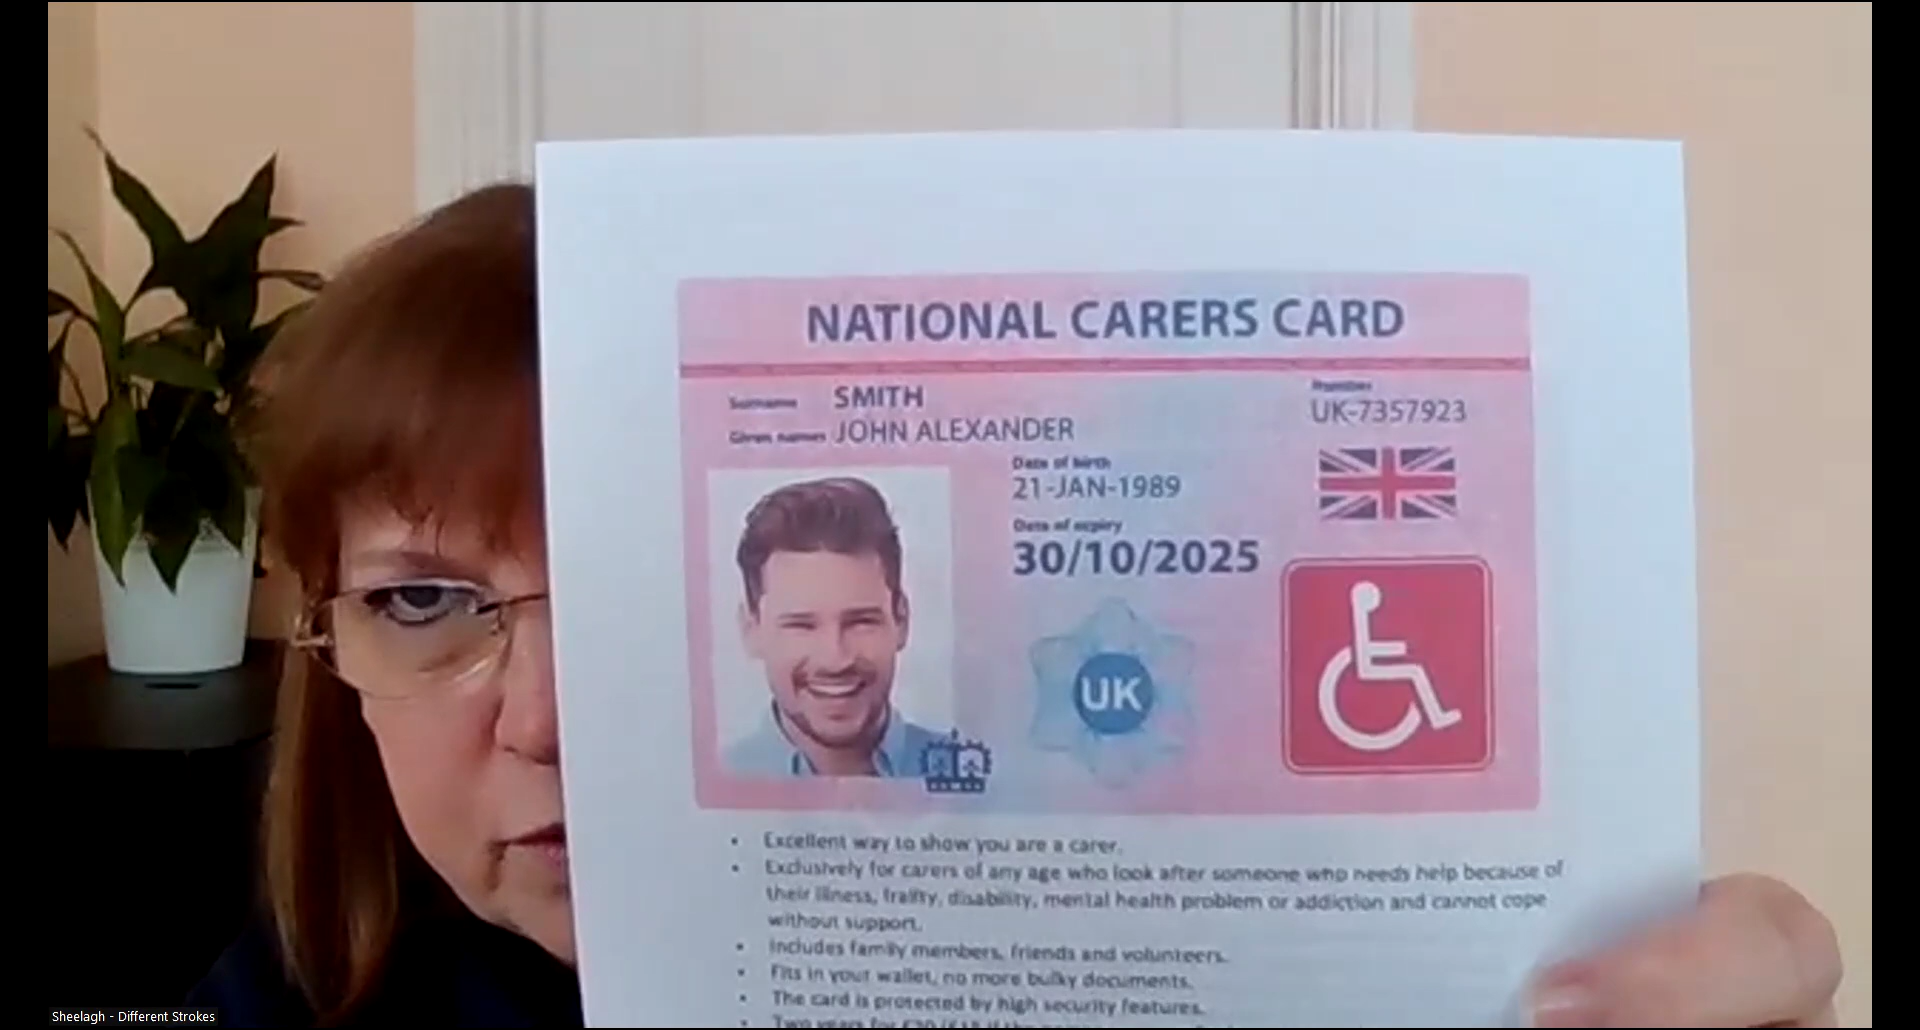 NATIONAL CARERS CARD
Surname SMITH
Given names JOHN ALEXANDER
Number
UK-7357923
Date of birth
21-JAN-1989
Date of expiry
30/10/2025
UK
• Excellent way to show you are a carer.
• Exclusively for carers of any age who look after someone who needs help because of
their illness, frailty, disability, mental health problem or addiction and cannot cope
without support.
• Includes family members, friends and volunteers.
• Fits in your wallet, no more bulky documents.
• The card is protected by high security features.
• Two years for
Sheelagh - Different Strokes